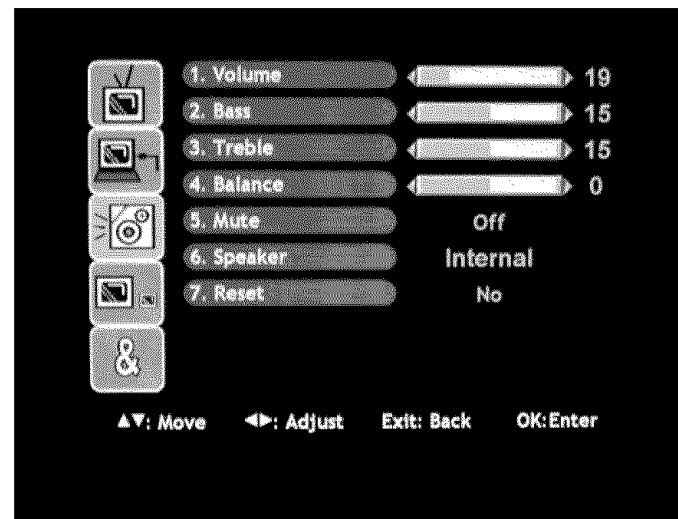 1. Volume 19
2. Bass 15
3. Treble 15
4. Balance 0
5. Mute Off
6. Speaker Internal
7. Reset No
&
▲▼: Move ◀▶: Adjust Exit: Back OK:Enter